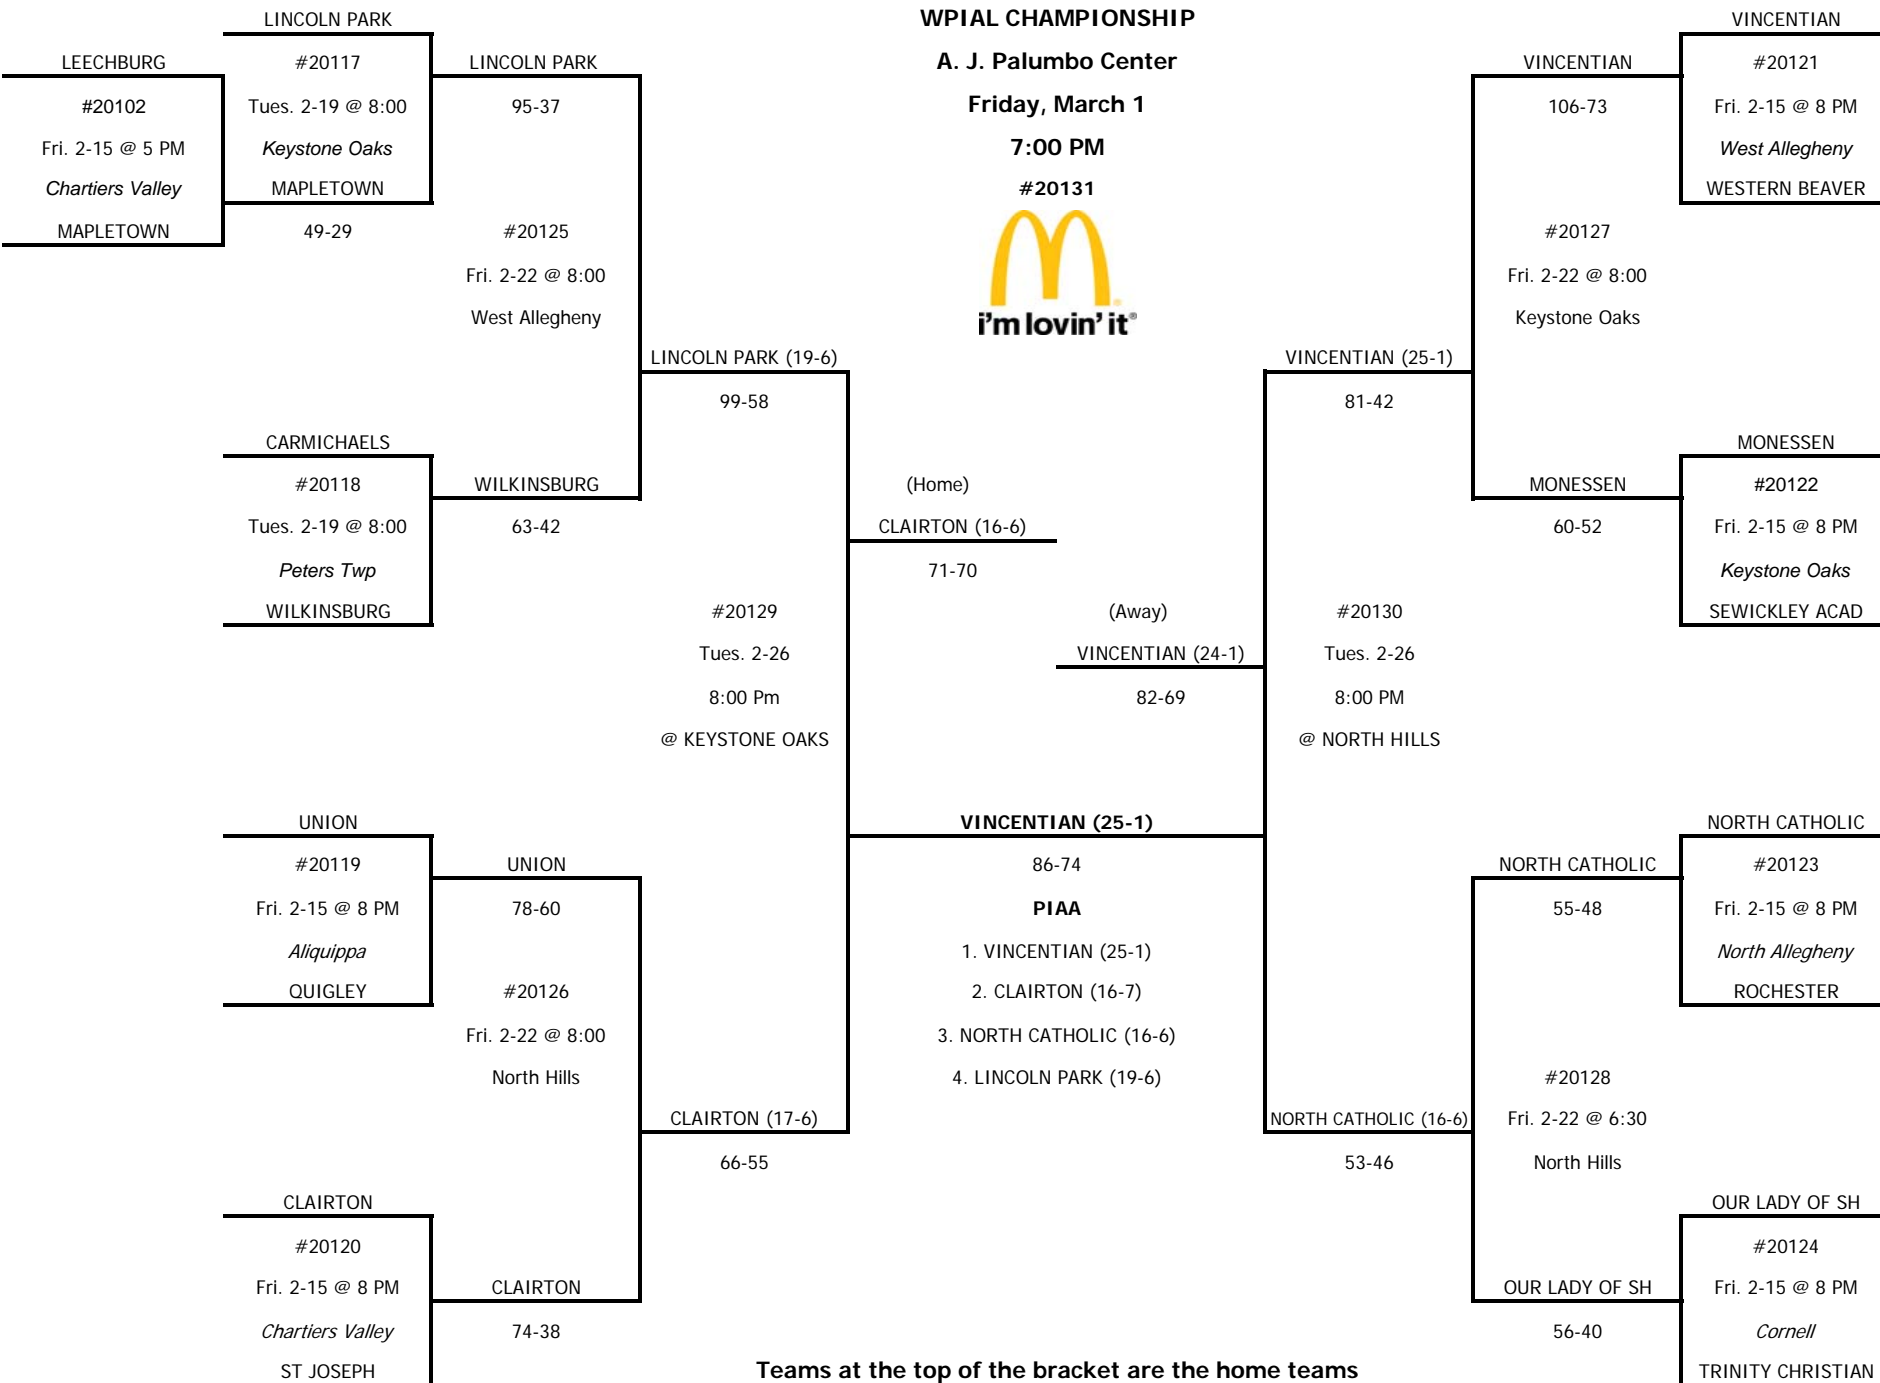 LINCOLN PARK
WPIAL CHAMPIONSHIP
VINCENTIAN
LEECHBURG
#20117
LINCOLN PARK
A. J. Palumbo Center
VINCENTIAN
#20121
#20102
Tues. 2-19 @ 8:00
95-37
Friday, March 1
106-73
Fri. 2-15 @ 8 PM
Fri. 2-15 @ 5 PM
Keystone Oaks
7:00 PM
West Allegheny
Chartiers Valley
MAPLETOWN
#20131
WESTERN BEAVER
MAPLETOWN
49-29
#20125
#20127
Fri. 2-22 @ 8:00
Fri. 2-22 @ 8:00
West Allegheny
i'm lovin' it®
Keystone Oaks
LINCOLN PARK (19-6)
VINCENTIAN (25-1)
99-58
81-42
CARMICHAELS
MONESSEN
#20118
WILKINSBURG
(Home)
MONESSEN
#20122
Tues. 2-19 @ 8:00
63-42
CLAIRTON (16-6)
60-52
Fri. 2-15 @ 8 PM
Peters Twp
71-70
Keystone Oaks
WILKINSBURG
#20129
(Away)
#20130
SEWICKLEY ACAD
Tues. 2-26
VINCENTIAN (24-1)
Tues. 2-26
8:00 Pm
82-69
8:00 PM
@ KEYSTONE OAKS
@ NORTH HILLS
UNION
VINCENTIAN (25-1)
NORTH CATHOLIC
#20119
UNION
86-74
NORTH CATHOLIC
#20123
Fri. 2-15 @ 8 PM
78-60
PIAA
55-48
Fri. 2-15 @ 8 PM
Aliquippa
1. VINCENTIAN (25-1)
North Allegheny
QUIGLEY
#20126
2. CLAIRTON (16-7)
ROCHESTER
Fri. 2-22 @ 8:00
3. NORTH CATHOLIC (16-6)
North Hills
4. LINCOLN PARK (19-6)
#20128
CLAIRTON (17-6)
NORTH CATHOLIC (16-6)
Fri. 2-22 @ 6:30
66-55
53-46
North Hills
CLAIRTON
OUR LADY OF SH
#20120
#20124
Fri. 2-15 @ 8 PM
CLAIRTON
OUR LADY OF SH
Fri. 2-15 @ 8 PM
Chartiers Valley
74-38
56-40
Cornell
ST JOSEPH
Teams at the top of the bracket are the home teams
TRINITY CHRISTIAN